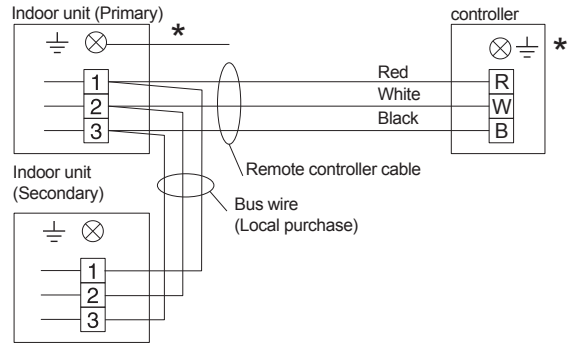 Indoor unit (Primary)
*
controller
*
1
2
3
Red
White
Black
R
W
B
Remote controller cable
Indoor unit
(Secondary)
Bus wire
(Local purchase)
1
2
3